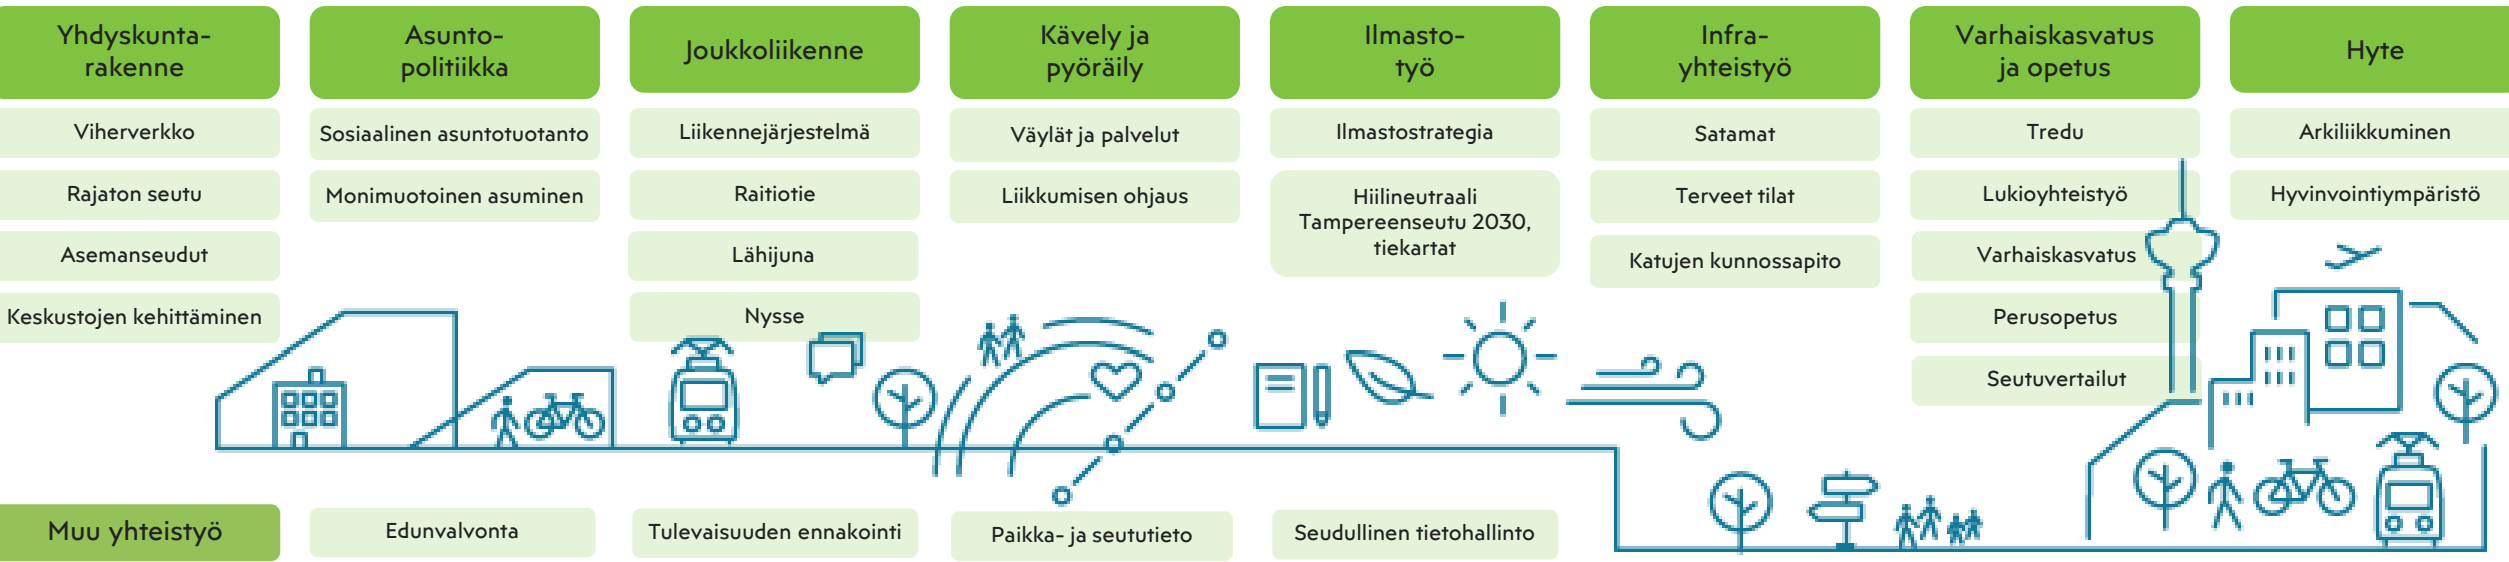 Yhdyskunta-
rakenne
Viherverkko
Rajaton seutu
Asemanseudut
Keskustojen kehittäminen
Asunto-
politiikka
Sosiaalinen asuntotuotanto
Monimuotoinen asuminen
Joukkoliikenne
Liikennejärjestelmä
Raitiotie
Lähijuna
Nysse
Kävely ja
pyöräily
Väylät ja palvelut
Liikkumisen ohjaus
Ilmasto-
työ
Ilmastostrategia
Hiilineutraali
Tampereenseutu 2030,
tiekartat
Infra-
yhteistyö
Satamat
Terveet tilat
Katujen kunnossapito
Varhaiskasvatus
ja opetus
Tredu
Lukioyhteistyö
Varhaiskasvatus
Perusopetus
Seutuvertailut
Hyte
Arkiliikkuminen
Hyvinvointiympäristö
Muu yhteistyö
Edunvalvonta
Tulevaisuuden ennakointi
Paikka- ja seututieto
Seudullinen tietohallinto